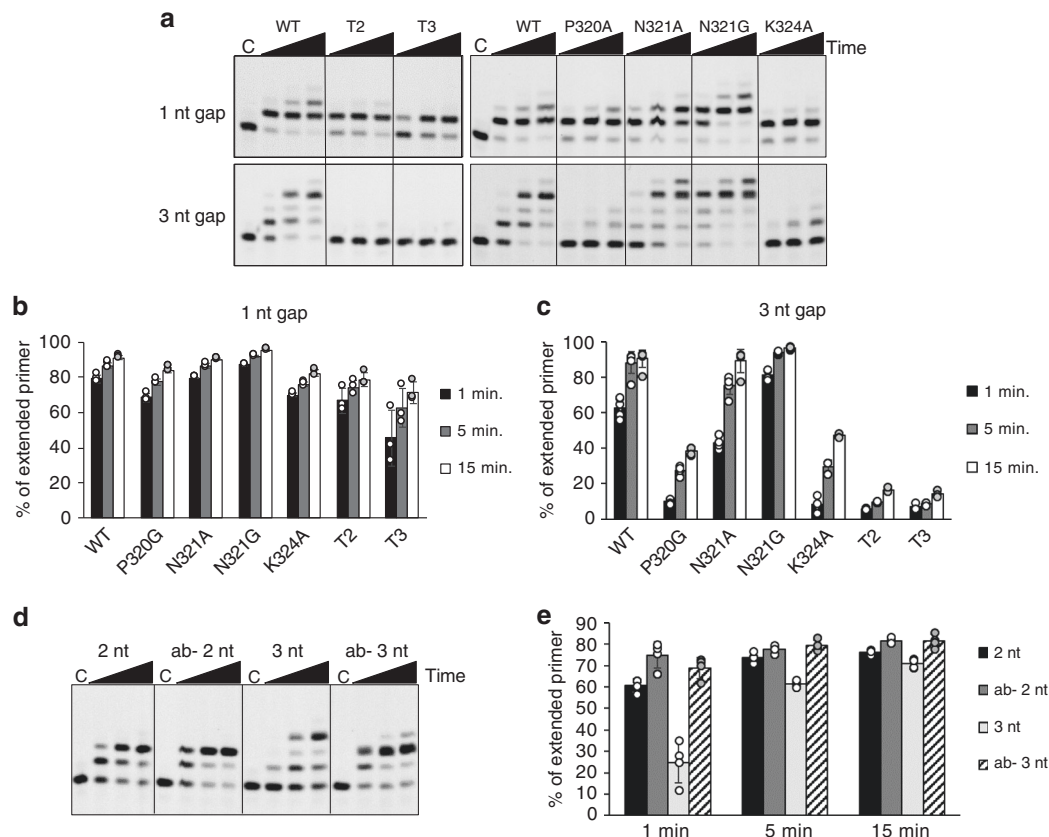 a
C WT T2 T3 C WT P320A N321A N321G K324A
Time
1 nt gap
3 nt gap
b
1 nt gap
% of extended primer
100
80
60
40
20
0
WT P320G N321A N321G K324A T2 T3
1 min.
5 min.
15 min.
c
3 nt gap
% of extended primer
100
80
60
40
20
0
WT P320G N321A N321G K324A T2 T3
1 min.
5 min.
15 min.
d
2 nt ab- 2 nt 3 nt ab- 3 nt
C C C C Time
e
% of extended primer
90
80
70
60
50
40
30
20
10
0
1 min 5 min 15 min
2 nt
ab- 2 nt
3 nt
ab- 3 nt